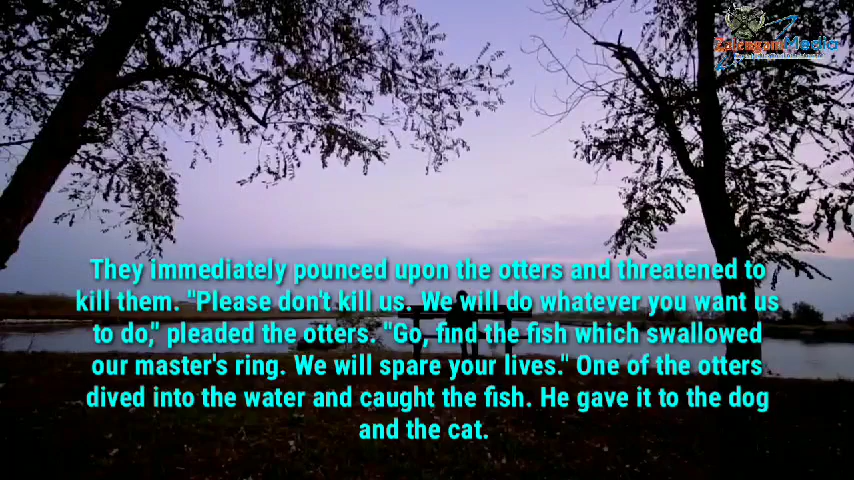 Zalengam Media
They immediately pounced upon the otters and threatened to
kill them. "Please don't kill us. We will do whatever you want us
to do," pleaded the otters. "Go, find the fish which swallowed
our master's ring. We will spare your lives." One of the otters
dived into the water and caught the fish. He gave it to the dog
and the cat.